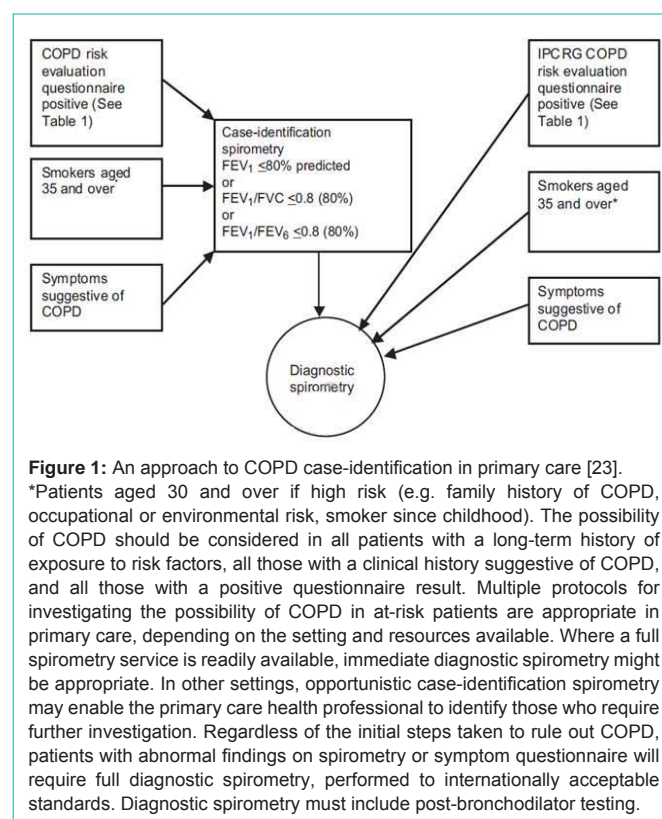 COPD risk
evaluation
questionnaire
positive (See
Table 1)
Smokers aged
35 and over*
Symptoms
suggestive of
COPD
Case-identification
spirometry
FEV₁ ≤80% predicted
or
FEV₁/FVC ≤0.8 (80%)
or
FEV₁/FEV₆ ≤0.8 (80%)
Diagnostic
spirometry
IPCRG COPD
risk evaluation
questionnaire
positive (See
Table 1)
Smokers aged
35 and over*
Symptoms
suggestive of
COPD
Figure 1: An approach to COPD case-identification in primary care [23].
*Patients aged 30 and over if high risk (e.g. family history of COPD,
occupational or environmental risk, smoker since childhood). The possibility
of COPD should be considered in all patients with a long-term history of
exposure to risk factors, all those with a clinical history suggestive of COPD,
and all those with a positive questionnaire result. Multiple protocols for
investigating the possibility of COPD in at-risk patients are appropriate in
primary care, depending on the setting and resources available. Where a full
spirometry service is readily available, immediate diagnostic spirometry might
be appropriate. In other settings, opportunistic case-identification spirometry
may enable the primary care health professional to identify those who require
further investigation. Regardless of the initial steps taken to rule out COPD,
patients with abnormal findings on spirometry or symptom questionnaire will
require full diagnostic spirometry, performed to internationally acceptable
standards. Diagnostic spirometry must include post-bronchodilator testing.